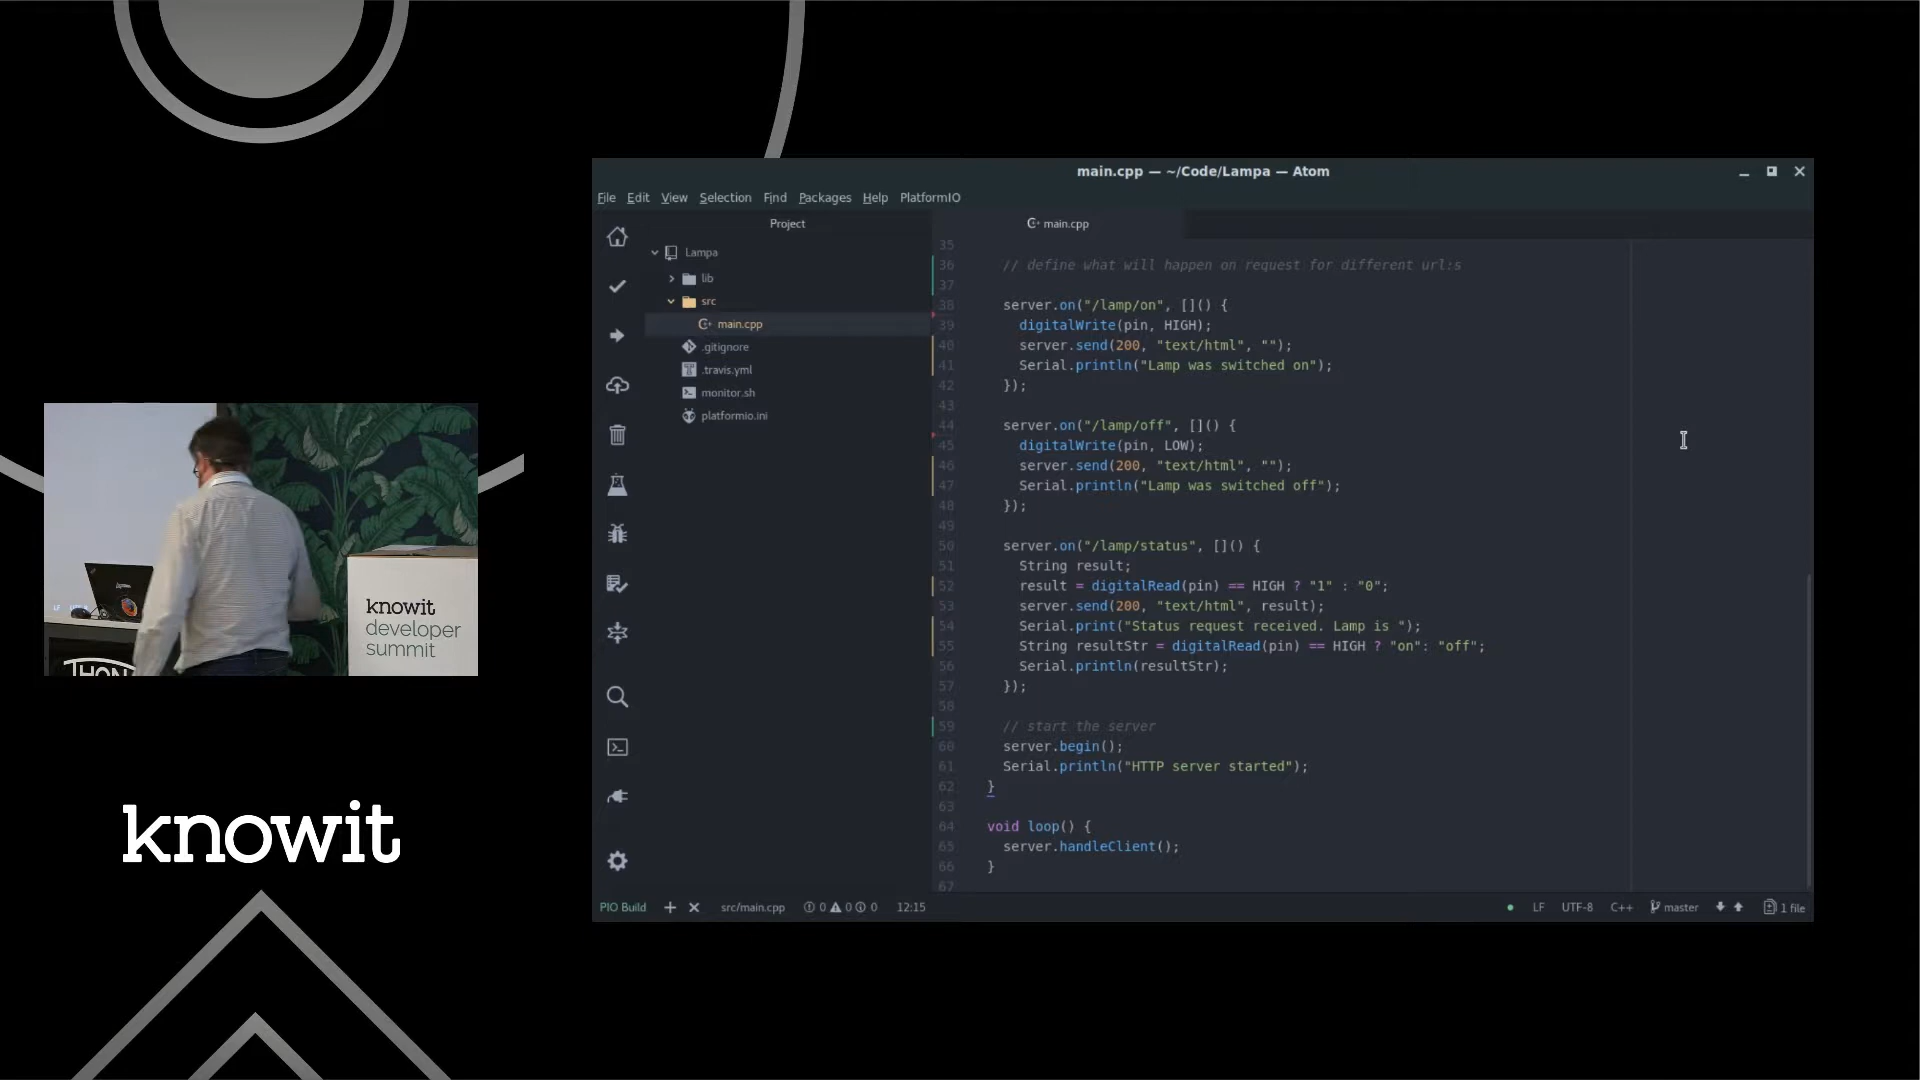 main.cpp — ~/Code/Lampa — Atom
File Edit View Selection Find Packages Help PlatformIO
Project
main.cpp
Lampa
lib
src
main.cpp
.gitignore
.travis.yml
monitor.sh
platformio.ini
35
36 // define what will happen on request for different url:s
37
38 server.on("/lamp/on", []() {
39 digitalWrite(pin, HIGH);
40 server.send(200, "text/html", "");
41 Serial.println("Lamp was switched on");
42 });
43
44 server.on("/lamp/off", []() {
45 digitalWrite(pin, LOW);
46 server.send(200, "text/html", "");
47 Serial.println("Lamp was switched off");
48 });
49
50 server.on("/lamp/status", []() {
51 String result;
52 result = digitalRead(pin) == HIGH ? "1" : "0";
53 server.send(200, "text/html", result);
54 Serial.print("Status request received. Lamp is ");
55 String resultStr = digitalRead(pin) == HIGH ? "on": "off";
56 Serial.println(resultStr);
57 });
58
59 // start the server
60 server.begin();
61 Serial.println("HTTP server started");
62 }
63
64 void loop() {
65 server.handleClient();
66 }
67
PIO Build + × src/main.cpp 0 0 0 12:15 LF UTF-8 C++ master 1 file
knowit
developer
summit
THON
knowit